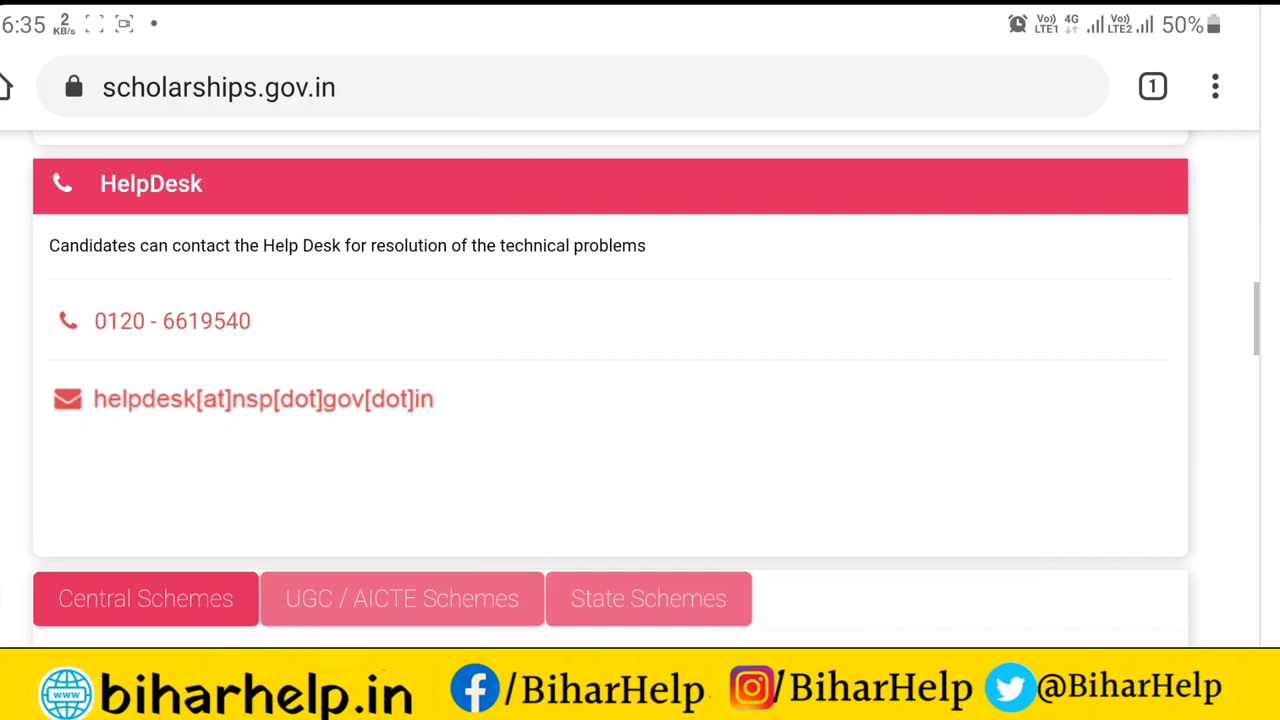 6:35 2 KB/s Vo)) LTE1 4G Vo)) LTE2 50%
scholarships.gov.in 1
HelpDesk
Candidates can contact the Help Desk for resolution of the technical problems
0120 - 6619540
helpdesk[at]nsp[dot]gov[dot]in
Central Schemes UGC / AICTE Schemes State Schemes
www biharhelp.in /BiharHelp /BiharHelp @BiharHelp